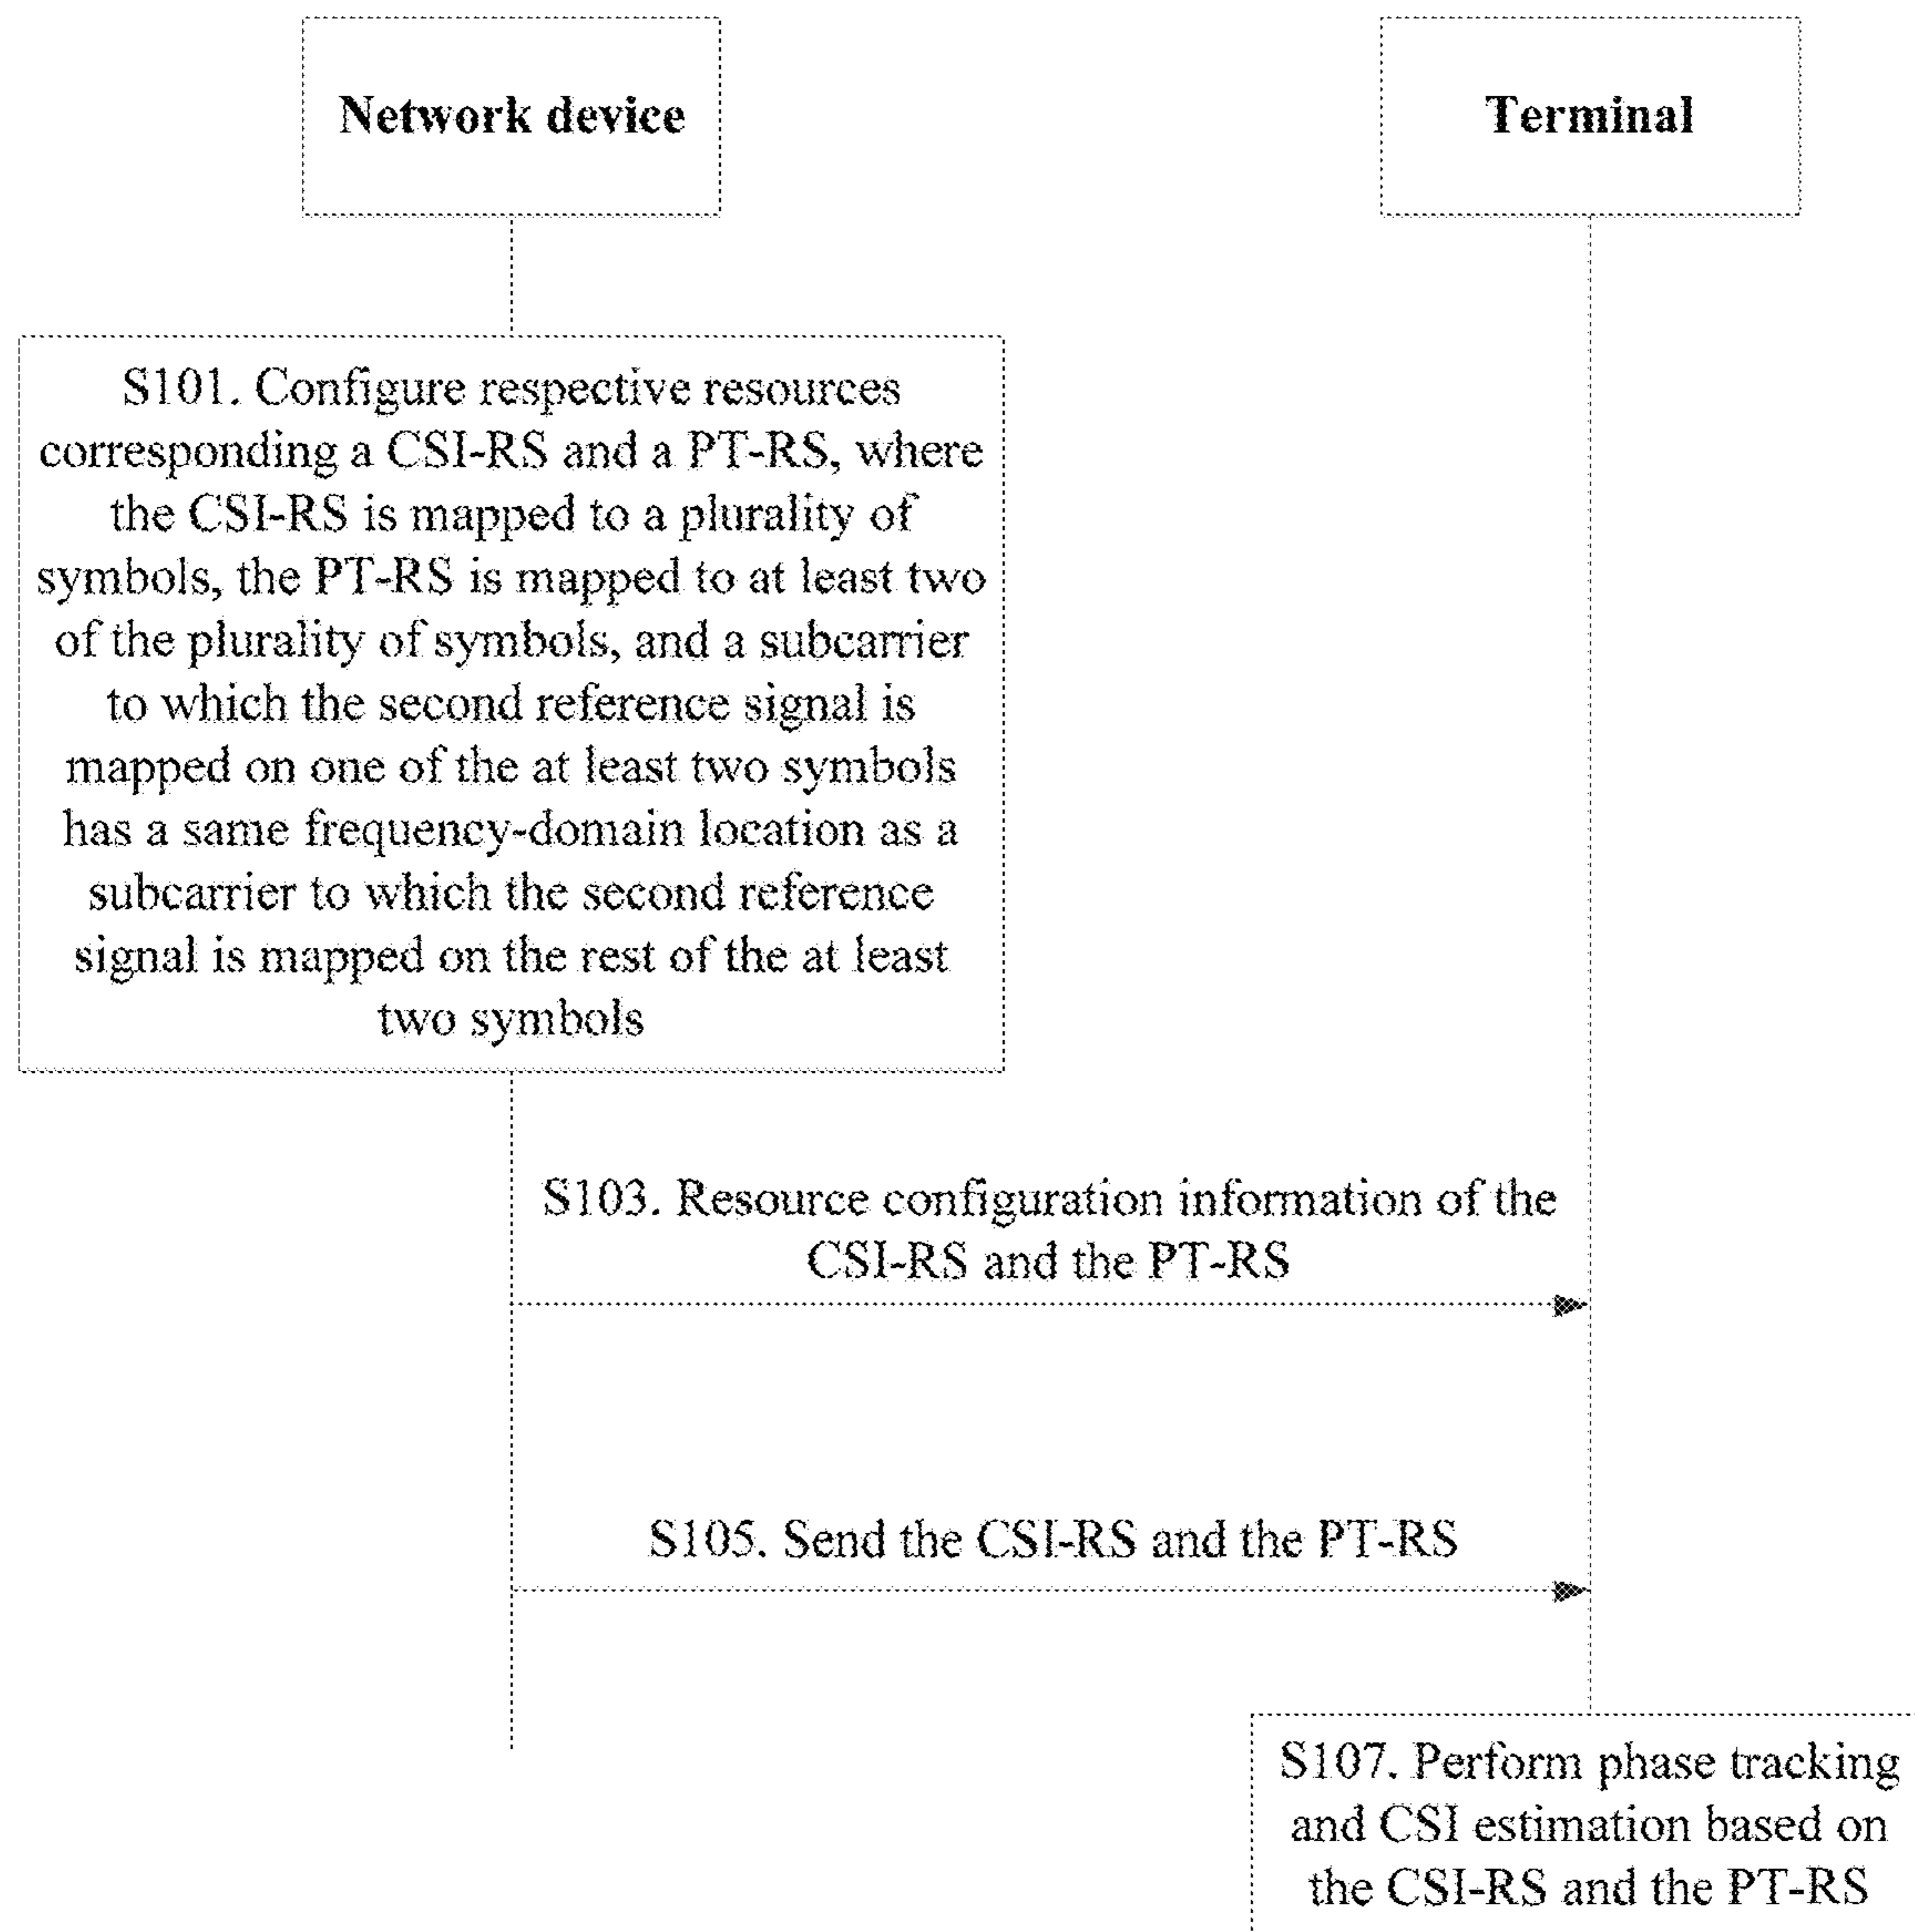 Network device
Terminal
S101. Configure respective resources
corresponding a CSI-RS and a PT-RS, where
the CSI-RS is mapped to a plurality of
symbols, the PT-RS is mapped to at least two
of the plurality of symbols, and a subcarrier
to which the second reference signal is
mapped on one of the at least two symbols
has a same frequency-domain location as a
subcarrier to which the second reference
signal is mapped on the rest of the at least
two symbols
S103. Resource configuration information of the
CSI-RS and the PT-RS
S105. Send the CSI-RS and the PT-RS
S107. Perform phase tracking
and CSI estimation based on
the CSI-RS and the PT-RS